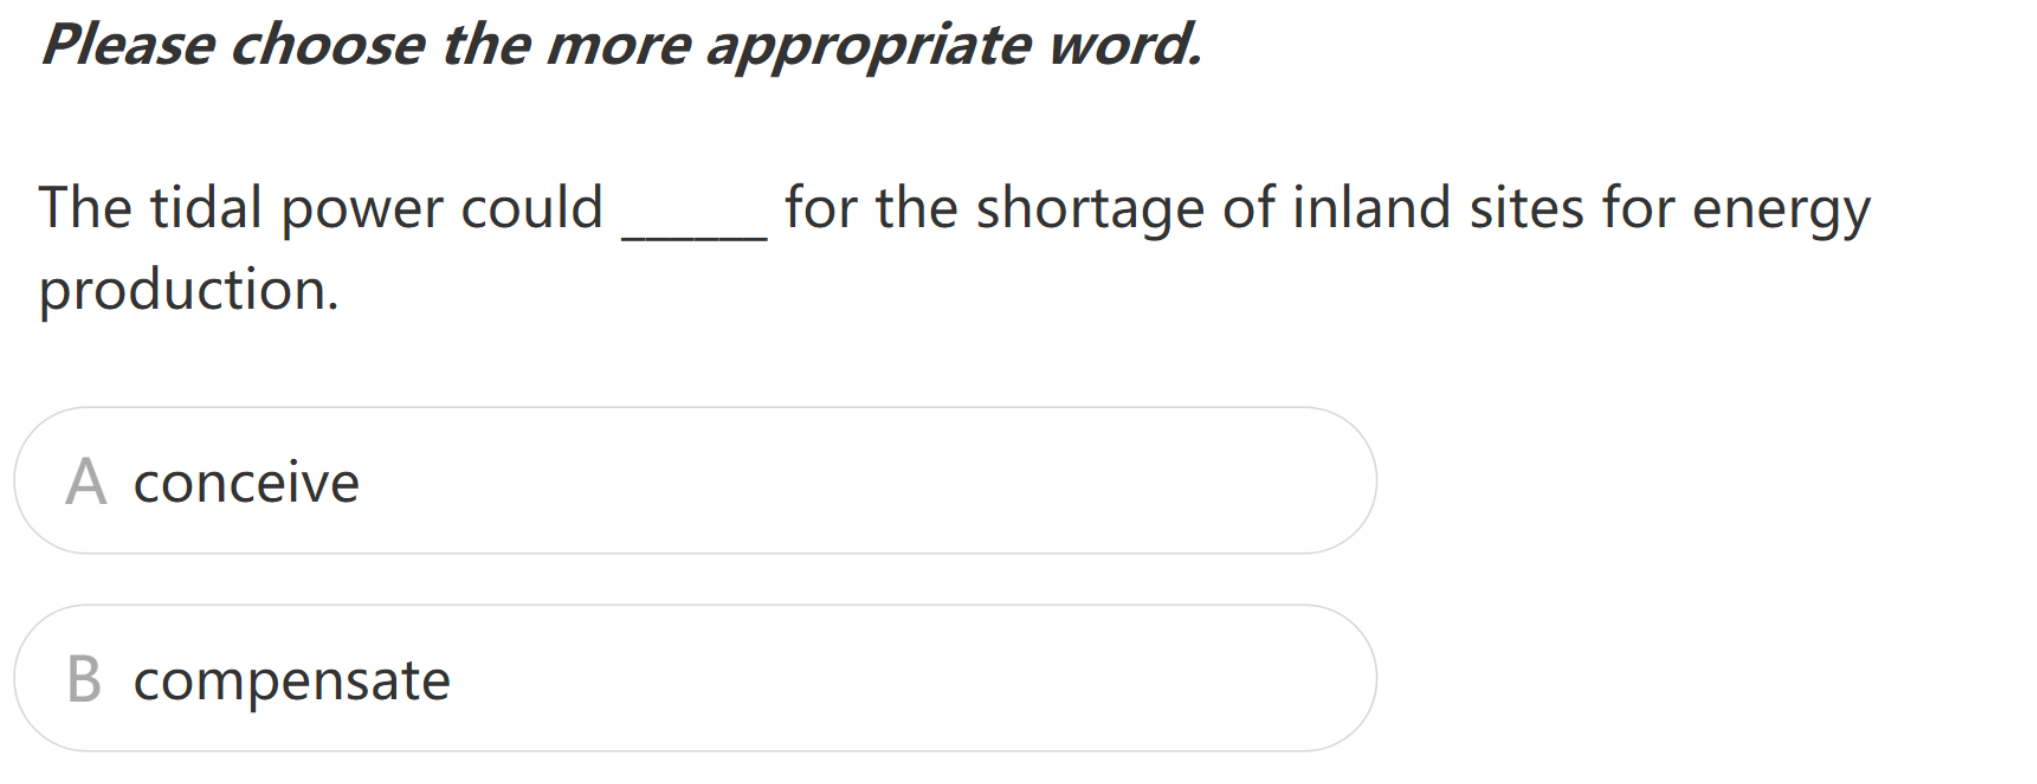 Please choose the more appropriate word.
The tidal power could ______ for the shortage of inland sites for energy
production.
A conceive
B compensate